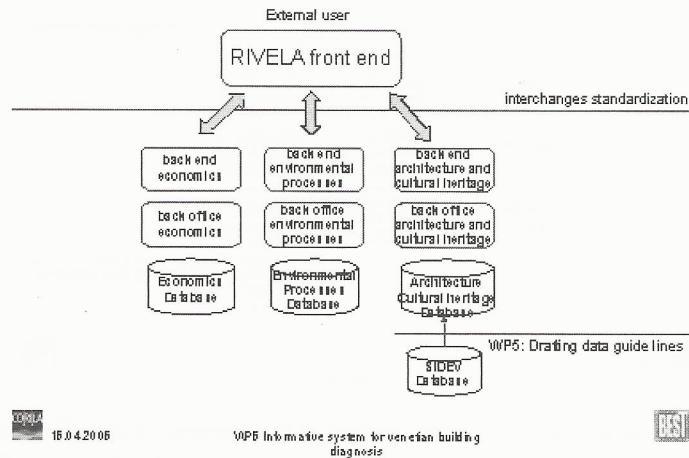 External user
RIVELA front end
interchanges standardization
back end
economics
back end
environmental
processes
back end
architecture and
cultural heritage
back office
economics
back office
environmental
processes
back office
architecture and
cultural heritage
Economics
Database
Environmental
Processes
Database
Architecture
Cultural heritage
Database
WP5: Drating data guide lines
SIDEV
Database
CORILA
15.04.2005
WP5 Informative system for venetian building
diagnosis
BEST